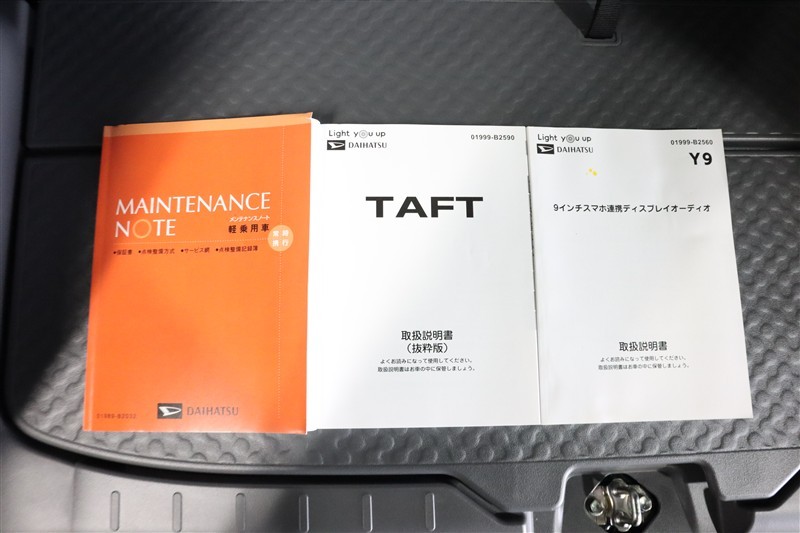 MAINTENANCE
NOTE
メンテナンスノート
軽乗用車
携行
●保証書 ●点検整備方式 ●サービス網 ●点検整備記録簿
DAIHATSU
Light you up
01999-B2590
DAIHATSU
TAFT
取扱説明書
(抜粋版)
よくお読みになって使用してください。
取扱説明書はお車の中に保管しましょう。
Light you up
01999-B2560
DAIHATSU
Y9
9インチスマホ連携ディスプレイオーディオ
取扱説明書
よくお読みになって使用してください。
取扱説明書はお車の中に保管しましょう。